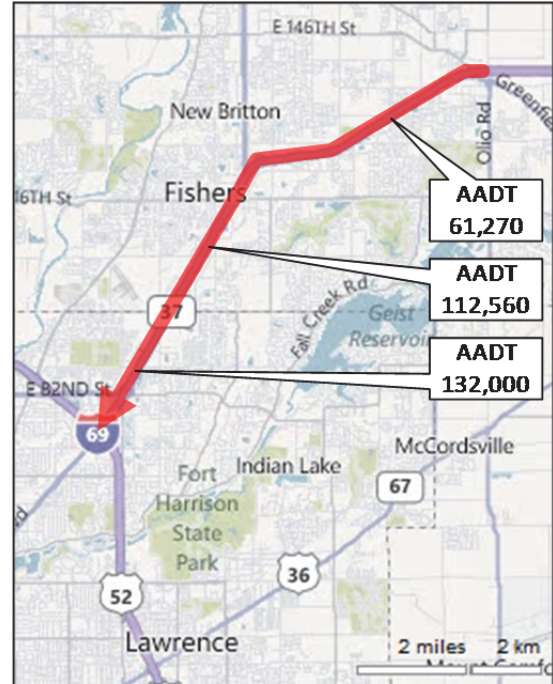 E 146TH St
Greenfie
New Britton
Olio Rd
16TH St
Fishers
AADT
61,270
AADT
112,560
37
Fall Creek Rd
Geist
Reservoir
AADT
132,000
E 82ND St
69
McCordsville
Indian Lake
67
Fort
Harrison
State
Park
36
52
Lawrence
2 miles
2 km